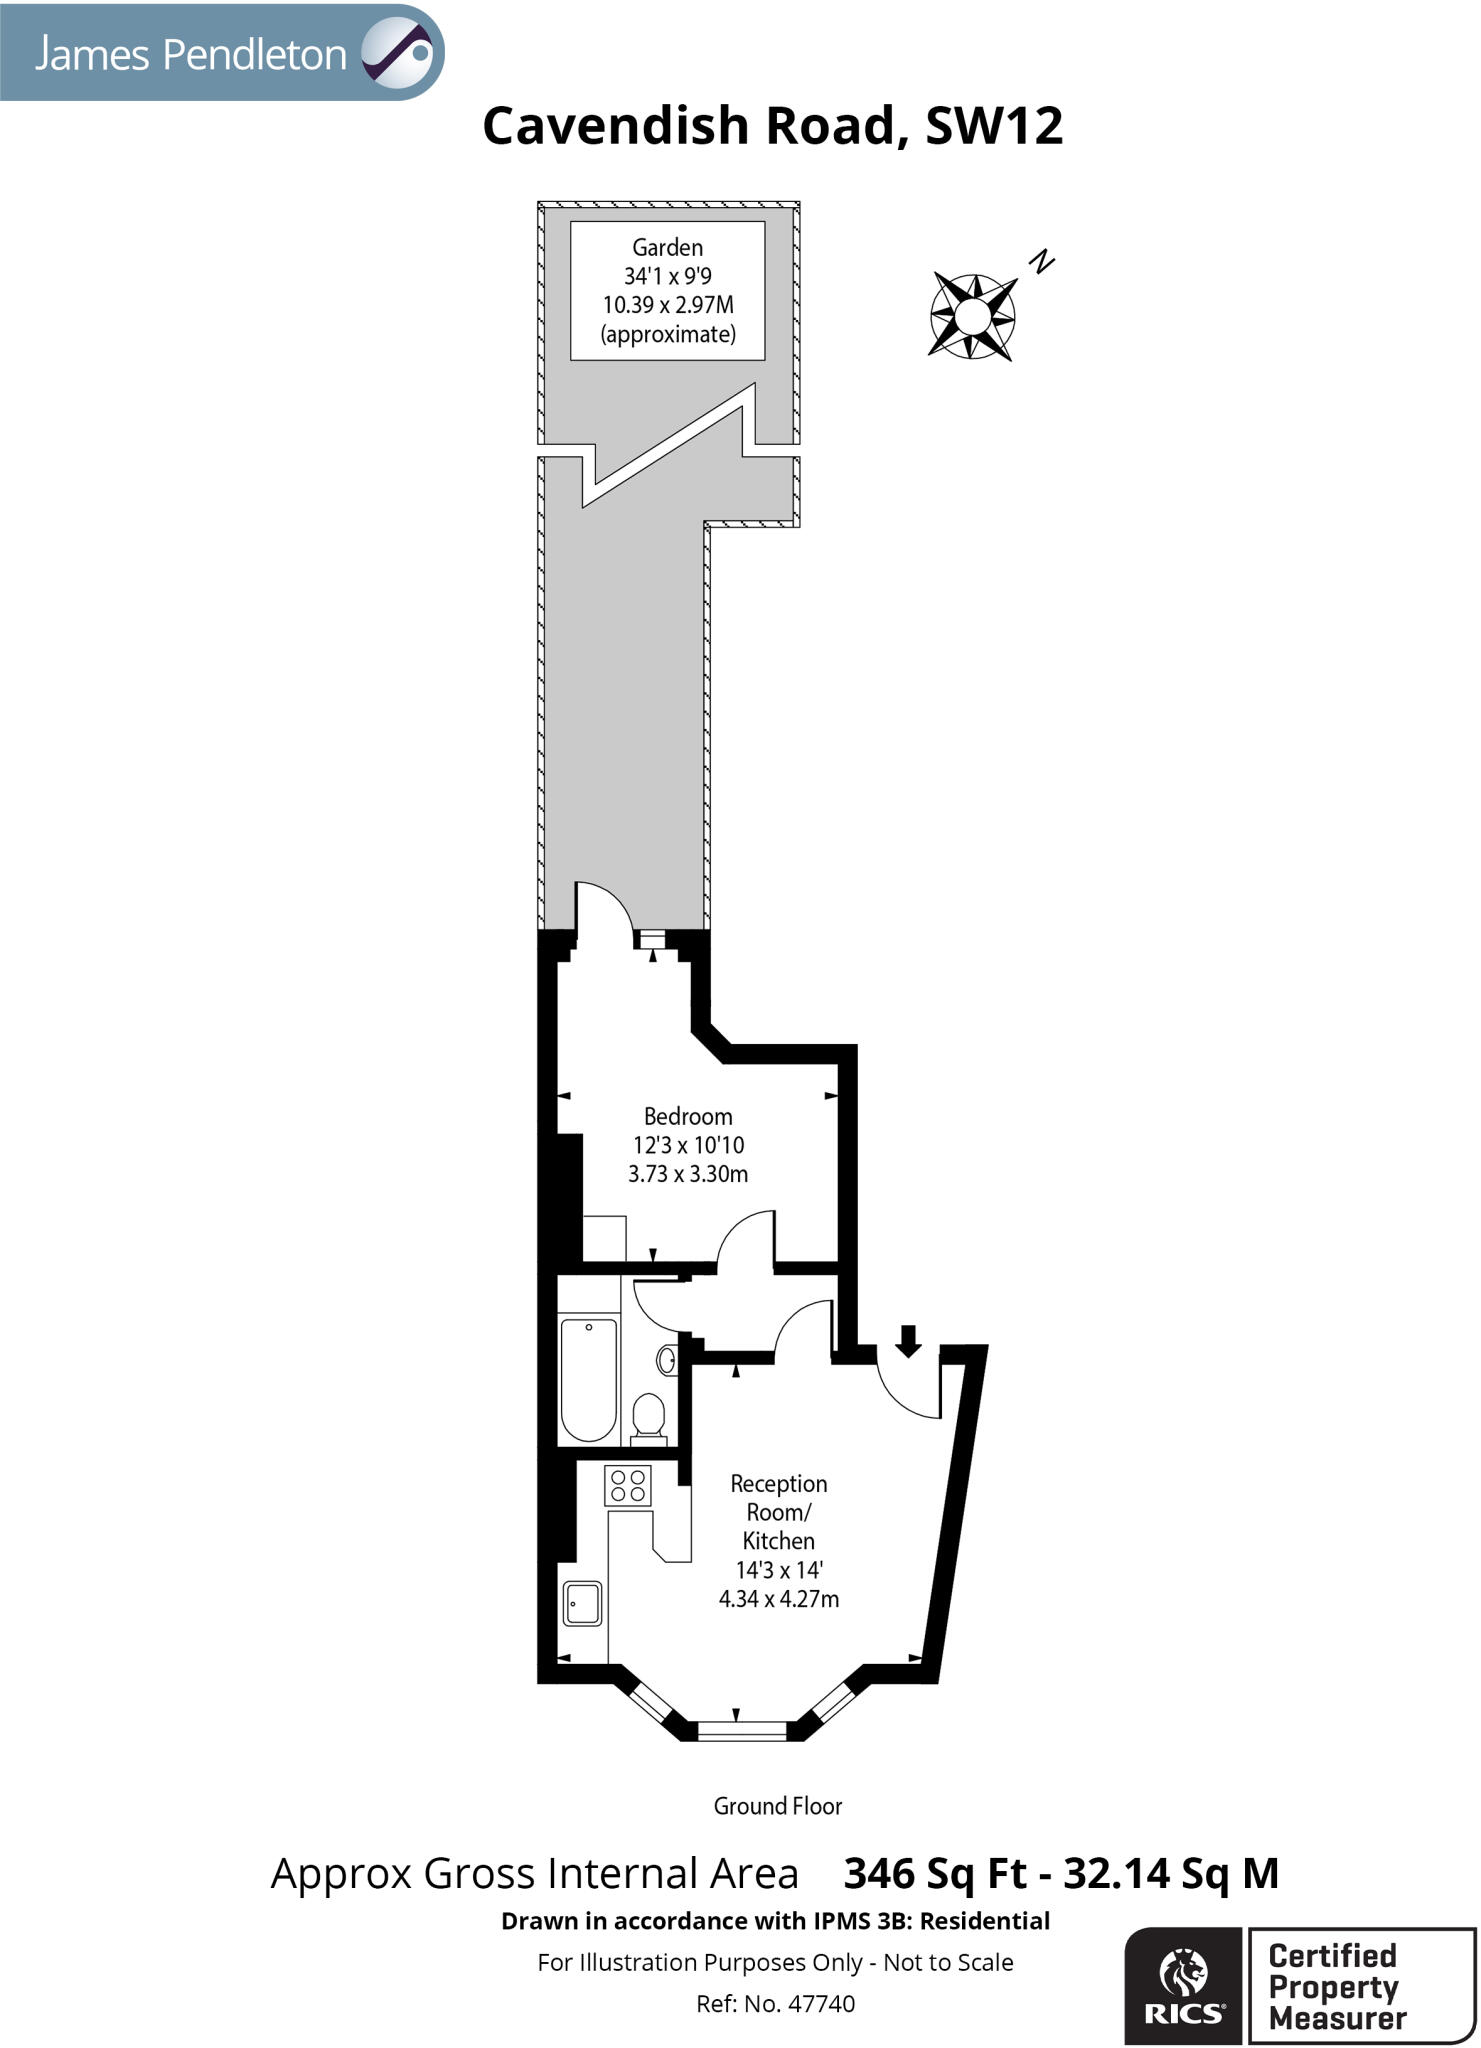 James Pendleton
Cavendish Road, SW12
Garden
34'1 x 9'9
10.39 x 2.97M
(approximate)
N
Bedroom
12'3 x 10'10
3.73 x 3.30m
Reception
Room/
Kitchen
14'3 x 14'
4.34 x 4.27m
Ground Floor
Approx Gross Internal Area 346 Sq Ft - 32.14 Sq M
Drawn in accordance with IPMS 3B: Residential
For Illustration Purposes Only - Not to Scale
Ref: No. 47740
RICS®
Certified
Property
Measurer